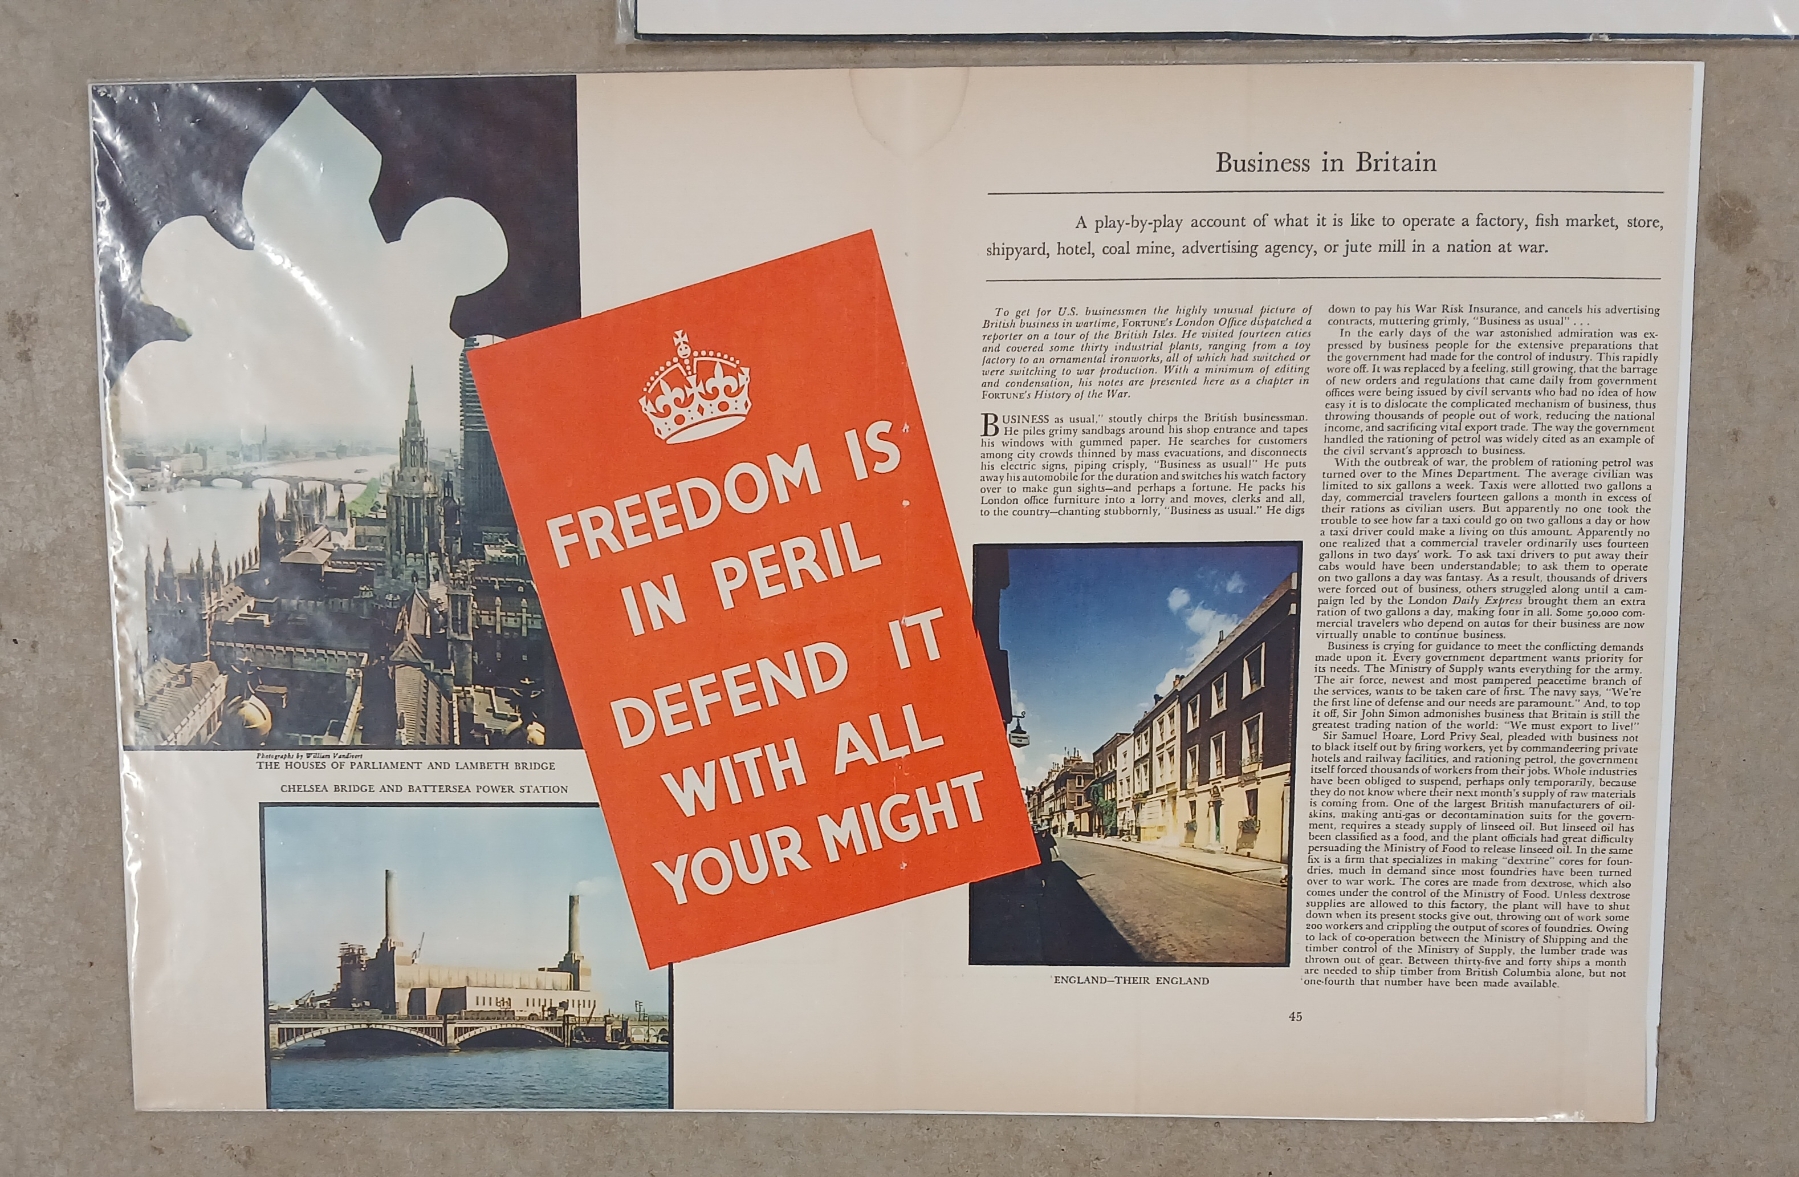 Photographs by William Vandivert
THE HOUSES OF PARLIAMENT AND LAMBETH BRIDGE
CHELSEA BRIDGE AND BATTERSEA POWER STATION
FREEDOM IS
IN PERIL
DEFEND IT
WITH ALL
YOUR MIGHT
Business in Britain
A play-by-play account of what it is like to operate a factory, fish market, store,
shipyard, hotel, coal mine, advertising agency, or jute mill in a nation at war.
To get for U.S. businessmen the highly unusual picture of
British business in wartime, FORTUNE'S London Office dispatched a
reporter on a tour of the British Isles. He visited fourteen cities
and covered some thirty industrial plants, ranging from a toy
factory to an ornamental ironworks, all of which had switched or
were switching to war production. With a minimum of editing
and condensation, his notes are presented here as a chapter in
FORTUNE'S History of the War.
BUSINESS as usual," stoutly chirps the British businessman.
He piles grimy sandbags around his shop entrance and tapes
his windows with gummed paper. He searches for customers
among city crowds thinned by mass evacuations, and disconnects
his electric signs, piping crisply, "Business as usual!" He puts
away his automobile for the duration and switches his watch factory
over to make gun sights—and perhaps a fortune. He packs his
London office furniture into a lorry and moves, clerks and all,
to the country—chanting stubbornly, "Business as usual." He digs
ENGLAND—THEIR ENGLAND
down to pay his War Risk Insurance, and cancels his advertising
contracts, muttering grimly, "Business as usual" . . .
In the early days of the war astonished admiration was ex-
pressed by business people for the extensive preparations that
the government had made for the control of industry. This rapidly
wore off. It was replaced by a feeling, still growing, that the barrage
of new orders and regulations that came daily from government
offices were being issued by civil servants who had no idea of how
easy it is to dislocate the complicated mechanism of business, thus
throwing thousands of people out of work, reducing the national
income, and sacrificing vital export trade. The way the government
handled the rationing of petrol was widely cited as an example of
the civil servant's approach to business.
With the outbreak of war, the problem of rationing petrol was
turned over to the Mines Department. The average civilian was
limited to six gallons a week. Taxis were allotted two gallons a
day, commercial travelers fourteen gallons a month in excess of
their rations as civilian users. But apparently no one took the
trouble to see how far a taxi could go on two gallons a day or how
a taxi driver could make a living on this amount. Apparently no
one realized that a commercial traveler ordinarily uses fourteen
gallons in two days' work. To ask taxi drivers to put away their
cabs would have been understandable; to ask them to operate
on two gallons a day was fantasy. As a result, thousands of drivers
were forced out of business, others struggled along until a cam-
paign led by the London Daily Express brought them an extra
ration of two gallons a day, making four in all. Some 50,000 com-
mercial travelers who depend on autos for their business are now
virtually unable to continue business.
Business is crying for guidance to meet the conflicting demands
made upon it. Every government department wants priority for
its needs. The Ministry of Supply wants everything for the army.
The air force, newest and most pampered peacetime branch of
the services, wants to be taken care of first. The navy says, "We're
the first line of defense and our needs are paramount." And, to top
it off, Sir John Simon admonishes business that Britain is still the
greatest trading nation of the world: "We must export to live!"
Sir Samuel Hoare, Lord Privy Seal, pleaded with business not
to black itself out by firing workers, yet by commandeering private
hotels and railway facilities, and rationing petrol, the government
itself forced thousands of workers from their jobs. Whole industries
have been obliged to suspend, perhaps only temporarily, because
they do not know where their next month's supply of raw materials
is coming from. One of the largest British manufacturers of oil-
skins, making anti-gas or decontamination suits for the govern-
ment, requires a steady supply of linseed oil. But linseed oil has
been classified as a food, and the plant officials had great difficulty
persuading the Ministry of Food to release linseed oil. In the same
fix is a firm that specializes in making "dextrine" cores for foun-
dries, much in demand since most foundries have been turned
over to war work. The cores are made from dextrose, which also
comes under the control of the Ministry of Food. Unless dextrose
supplies are allowed to this factory, the plant will have to shut
down when its present stocks give out, throwing out of work some
200 workers and crippling the output of scores of foundries. Owing
to lack of co-operation between the Ministry of Shipping and the
timber control of the Ministry of Supply, the lumber trade was
thrown out of gear. Between thirty-five and forty ships a month
are needed to ship timber from British Columbia alone, but not
one-fourth that number have been made available.
45